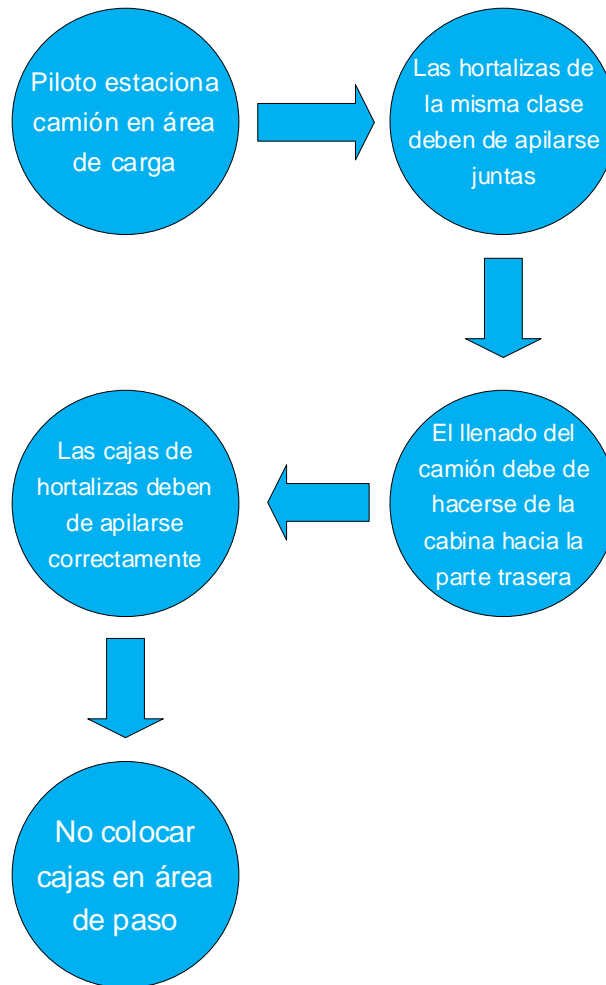 Piloto estaciona
camión en área
de carga
Las hortalizas de
la misma clase
deben de apilarse
juntas
El llenado del
camión debe de
hacerse de la
cabina hacia la
parte trasera
Las cajas de
hortalizas deben
de apilarse
correctamente
No colocar
cajas en área
de paso